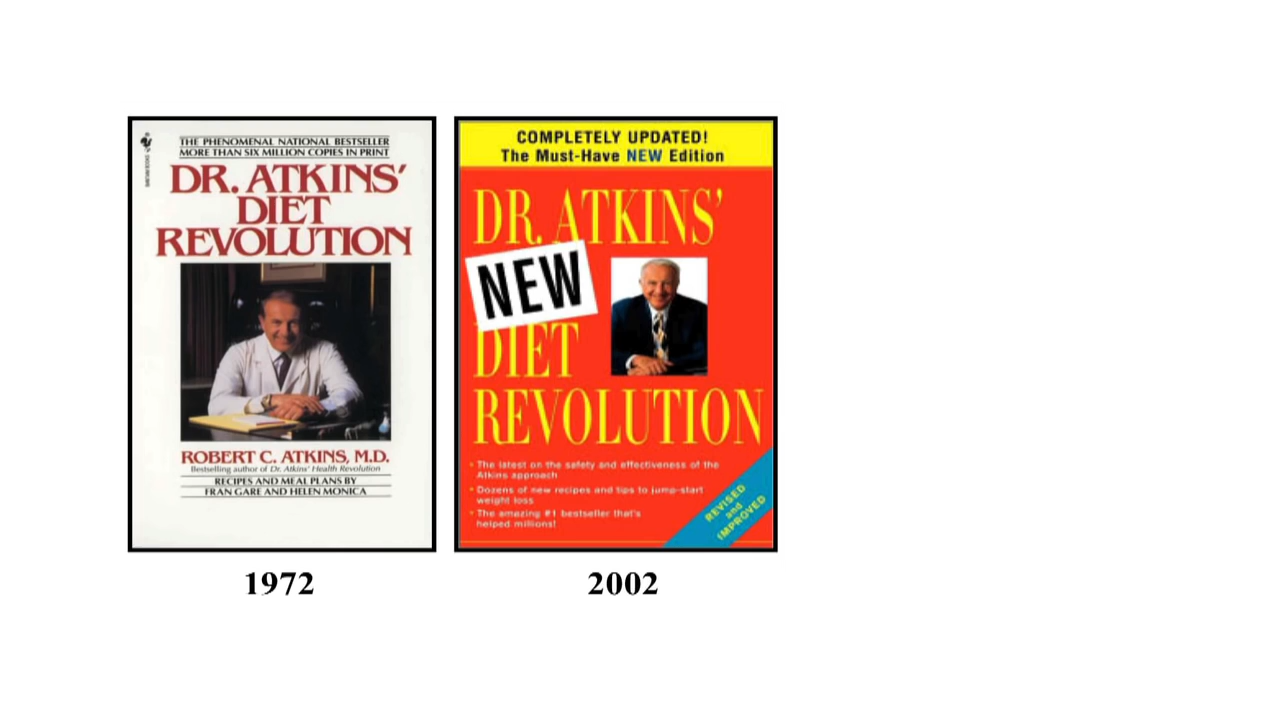 THE PHENOMENAL NATIONAL BESTSELLER
MORE THAN SIX MILLION COPIES IN PRINT
DR. ATKINS’
DIET
REVOLUTION
ROBERT C. ATKINS, M.D.
Bestselling author of Dr. Atkins' Health Revolution
RECIPES AND MEAL PLANS BY
FRAN GARE AND HELEN MONICA
1972
COMPLETELY UPDATED!
The Must-Have NEW Edition
DR. ATKINS’
NEW
DIET
REVOLUTION
• The latest on the safety and effectiveness of the
Atkins approach
• Dozens of new recipes and tips to jump-start
weight loss
• The amazing #1 bestseller that's
helped millions!
REVISED
and
IMPROVED
2002